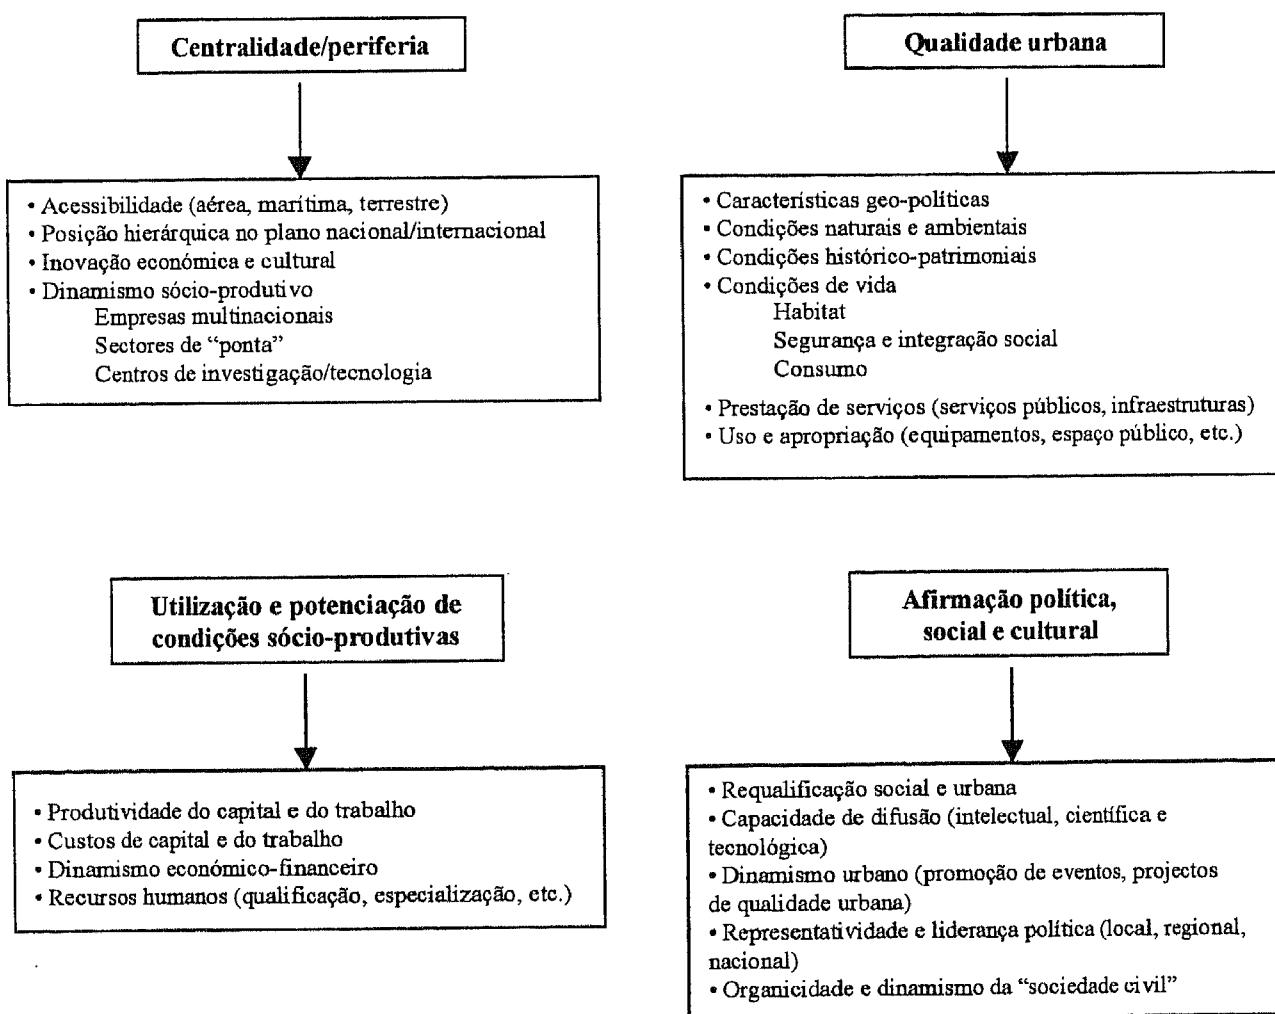 Centralidade/periferia
• Acessibilidade (aérea, marítima, terrestre)
• Posição hierárquica no plano nacional/internacional
• Inovação económica e cultural
• Dinamismo sócio-produtivo
Empresas multinacionais
Sectores de “ponta”
Centros de investigação/tecnologia
Qualidade urbana
• Características geo-políticas
• Condições naturais e ambientais
• Condições histórico-patrimoniais
• Condições de vida
Habitat
Segurança e integração social
Consumo
• Prestação de serviços (serviços públicos, infraestruturas)
• Uso e apropriação (equipamentos, espaço público, etc.)
Utilização e potenciação de
condições sócio-produtivas
• Produtividade do capital e do trabalho
• Custos de capital e do trabalho
• Dinamismo económico-financeiro
• Recursos humanos (qualificação, especialização, etc.)
Afirmação política,
social e cultural
• Requalificação social e urbana
• Capacidade de difusão (intelectual, científica e
tecnológica)
• Dinamismo urbano (promoção de eventos, projectos
de qualidade urbana)
• Representatividade e liderança política (local, regional,
nacional)
• Organicidade e dinamismo da “sociedade civil”